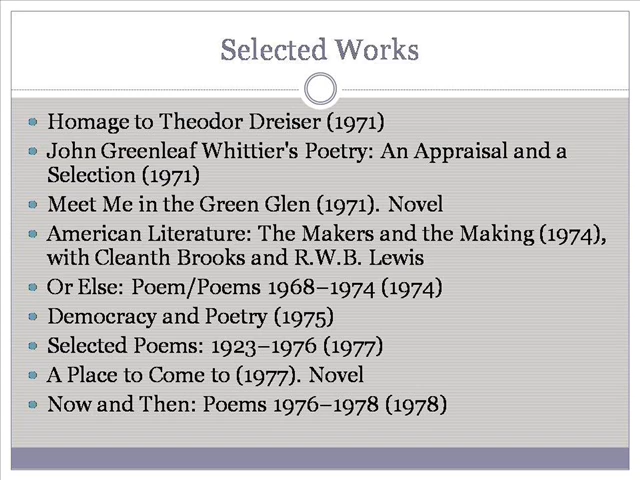 Selected Works
Homage to Theodor Dreiser (1971)
John Greenleaf Whittier's Poetry: An Appraisal and a
Selection (1971)
Meet Me in the Green Glen (1971). Novel
American Literature: The Makers and the Making (1974),
with Cleanth Brooks and R.W.B. Lewis
Or Else: Poem/Poems 1968–1974 (1974)
Democracy and Poetry (1975)
Selected Poems: 1923–1976 (1977)
A Place to Come to (1977). Novel
Now and Then: Poems 1976–1978 (1978)